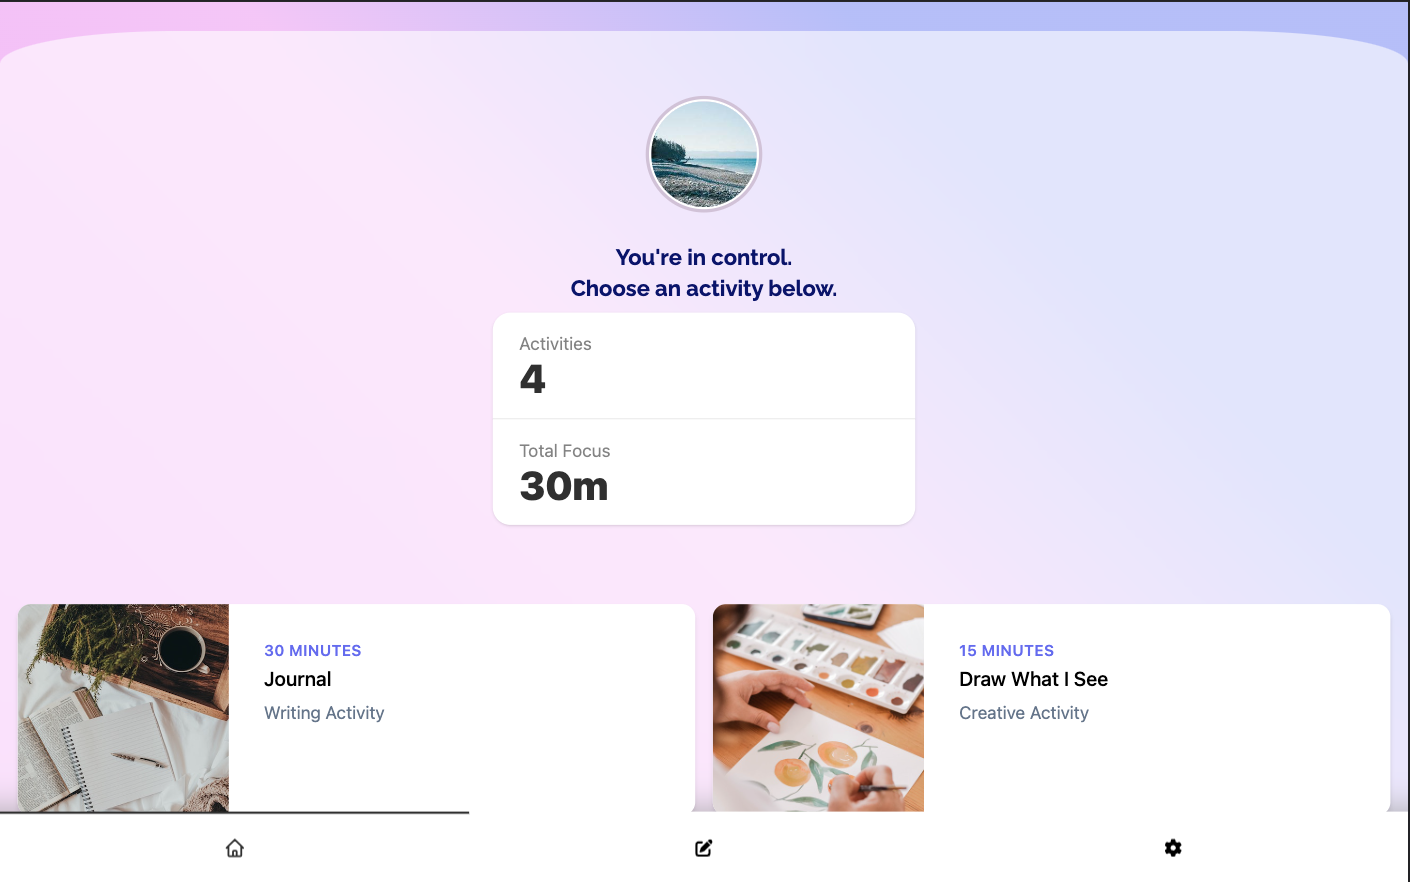 You're in control.
Choose an activity below.
Activities
4
Total Focus
30m
30 MINUTES
Journal
Writing Activity
15 MINUTES
Draw What I See
Creative Activity